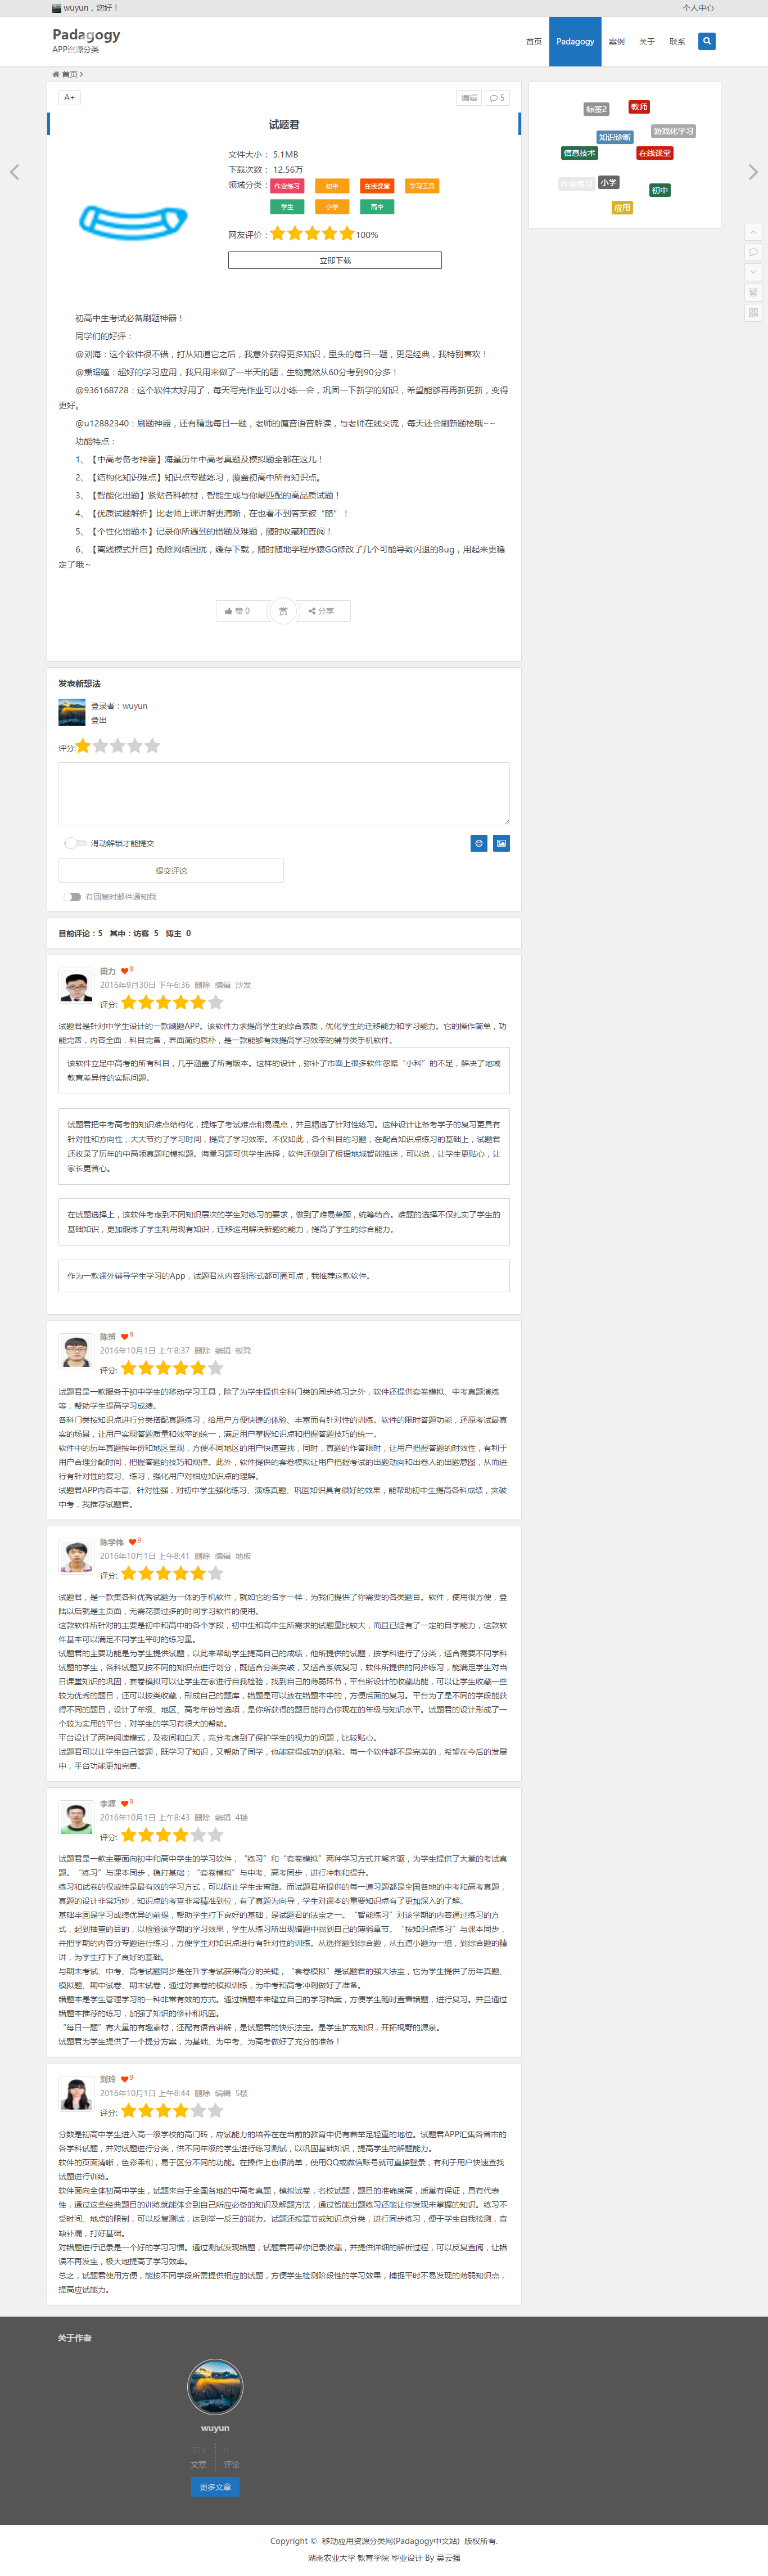 wuyun，您好！
个人中心
Padagogy
APP资源分类
首页 Padagogy 案例 关于 联系
首页
A+
编辑 5
试题君
文件大小： 5.1MB
下载次数： 12.56万
领域分类：作业练习 初中 在线课堂 学习工具
学生 小学 高中
网友评价：100%
立即下载
标签2
教师
游戏化学习
知识诊断
信息技术
在线课堂
作业练习
小学
初中
应用
繁
初高中生考试必备刷题神器！
同学们的好评：
@刘海：这个软件很不错，打从知道它之后，我意外获得更多知识，里头的每日一题，更是经典，我特别喜欢！
超好的学习应用，我只用来做了一半天的题，生物竟然从60分考到90分多！
@936168728：这个软件太好用了，每天写完作业可以小练一会，巩固一下新学的知识，希望能够再再新更新，变得
更好。
@u12882340：刷题神器，还有精选每日一题，老师的魔音语音解读，与老师在线交流，每天还会刷新题榜哦~~
功能特点：
1、【中高考备考神器】海量历年中高考真题及模拟题全都在这儿！
2、【结构化知识难点】知识点专题练习，覆盖初高中所有知识点。
3、【智能化出题】紧贴各科教材，智能生成与你最匹配的高品质试题！
4、【优质试题解析】比老师上课讲解更清晰，在也看不到答案被“略”！
5、【个性化错题本】记录你所遇到的错题及难题，随时收藏和查阅！
6、【离线模式开启】免除网络困扰，缓存下载，随时随地学程序猿GG修改了几个可能导致闪退的Bug，用起来更稳
定了哦~
赞 0 赏 分享
发表新想法
登录者：wuyun
登出
评分:
滑动解锁才能提交
提交评论
有回复时邮件通知我
目前评论：5 其中：访客 5 博主 0
田力 9
2016年9月30日 下午6:36 删除 编辑 沙发
评分:
试题君是针对中学生设计的一款刷题APP。该软件力求提高学生的综合素质，优化学生的迁移能力和学习能力。它的操作简单，功
能完善，内容全面，科目完备，界面简约质朴，是一款能够有效提高学习效率的辅导类手机软件。
该软件立足中高考的所有科目，几乎涵盖了所有版本。这样的设计，弥补了市面上很多软件忽略“小科”的不足，解决了地域
教育差异性的实际问题。
试题君把中考高考的知识难点结构化，提炼了考试难点和易混点，并且精选了针对性练习。这种设计让备考学子的复习更具有
针对性和方向性，大大节约了学习时间，提高了学习效率。不仅如此，各个科目的习题，在配合知识点练习的基础上，试题君
还收录了历年的中高领真题和模拟题。海量习题可供学生选择，软件还做到了根据地域智能推送，可以说，让学生更贴心，让
家长更省心。
在试题选择上，该软件考虑到不同知识层次的学生对练习的要求，做到了难易兼顾，统筹结合。难题的选择不仅扎实了学生的
基础知识，更加锻炼了学生利用现有知识，迁移运用解决新题的能力，提高了学生的综合能力。
作为一款课外辅导学生学习的App，试题君从内容到形式都可圈可点，我推荐这款软件。
9
2016年10月1日 上午8:37 删除 编辑 板凳
评分:
试题君是一款服务于初中学生的移动学习工具，除了为学生提供全科门类的同步练习之外，软件还提供套卷模拟、中考真题演练
等，帮助学生提高学习成绩。
各科门类按知识点进行分类搭配真题练习，给用户方便快捷的体验、丰富而有针对性的训练。软件的限时答题功能，还原考试最真
实的场景，让用户实现答题质量和效率的统一，满足用户掌握知识点和把握答题技巧的统一。
软件中的历年真题按年份和地区呈现，方便不同地区的用户快速查找，同时，真题的作答限时，让用户把握答题的时效性，有利于
用户合理分配时间，把握答题的技巧和规律。此外，软件提供的套卷模拟让用户把握考试的出题动向和出卷人的出题意图，从而进
行有针对性的复习、练习，强化用户对相应知识点的理解。
试题君APP内容丰富、针对性强，对初中学生强化练习、演练真题、巩固知识具有很好的效果，能帮助初中生提高各科成绩，突破
中考，我推荐试题君。
陈学伟 9
2016年10月1日 上午8:41 删除 编辑 地板
评分:
试题君，是一款集各科优秀试题为一体的手机软件，就如它的名字一样，为我们提供了你需要的各类题目。软件，使用很方便，登
陆以后就是主页面，无需花费过多的时间学习软件的使用。
这款软件所针对的主要是初中和高中的各个学段，初中生和高中生所需求的试题量比较大，而且已经有了一定的自学能力，这款软
件基本可以满足不同学生平时的练习量。
试题君的主要功能是为学生提供试题，以此来帮助学生提高自己的成绩，他所提供的试题，按学科进行了分类，适合需要不同学科
试题的学生，各科试题又按不同的知识点进行划分，既适合分类突破，又适合系统复习，软件所提供的同步练习，能满足学生对当
日课堂知识的巩固，套卷模拟可以让学生在家进行自我检验，找到自己的薄弱环节，平台所设计的收藏功能，可以让学生收藏一些
较为优秀的题目，还可以按类收藏，形成自己的题库，错题是可以放在错题本中的，方便后面的复习。平台为了是不同的学段能获
得不同的题目，设计了年级、地区、高考年份等选项，是你所获得的题目能符合你现在的年级与知识水平。试题君的设计形成了一
个较为实用的平台，对学生的学习有很大的帮助。
平台设计了两种阅读模式，及夜间和白天，充分考虑到了保护学生的视力的问题，比较贴心。
试题君可以让学生自己答题，既学习了知识，又帮助了同学，也能获得成功的体验。每一个软件都不是完美的，希望在今后的发展
中，平台功能更加完善。
李源 9
2016年10月1日 上午8:43 删除 编辑 4楼
评分:
试题君是一款主要面向初中和高中学生的学习软件，“练习”和“套卷模拟”两种学习方式并驾齐驱，为学生提供了大量的考试真
题。“练习”与课本同步，稳打基础；“套卷模拟”与中考、高考同步，进行冲刺和提升。
练习和试卷的权威性是最有效的学习方式，可以防止学生走弯路。而试题君所提供的每一道习题都是全国各地的中考和高考真题，
真题的设计非常巧妙，知识点的考查非常精准到位，有了真题为向导，学生对课本的重要知识点有了更加深入的了解。
基础牢固是学习成绩优异的前提，帮助学生打下良好的基础，是试题君的法宝之一。“智能练习”对该学期的内容通过练习的方
式，起到抽查的目的，以检验该学期的学习效果，学生从练习所出现错题中找到自己的薄弱章节。“按知识点练习”与课本同步，
并把学期的内容分专题进行练习，方便学生对知识点进行有针对性的训练。从选择题到综合题，从五道小题为一组，到综合题的精
讲，为学生打下了良好的基础。
与期末考试、中考、高考试题同步是在升学考试获得高分的关键，“套卷模拟”是试题君的强大法宝，它为学生提供了历年真题、
模拟题、期中试卷、期末试卷，通过对套卷的模拟训练，为中考和高考冲刺做好了准备。
错题本是学生管理学习的一种非常有效的方式。通过错题本来建立自己的学习档案，方便学生随时查看错题，进行复习。并且通过
错题本推荐的练习，加强了知识的修补和巩固。
“每日一题”有大量的有趣素材，还配有语音讲解，是试题君的快乐法宝。是学生扩充知识，开拓视野的源泉。
试题君为学生提供了一个提分方案，为基础、为中考、为高考做好了充分的准备！
刘玲 9
2016年10月1日 上午8:44 删除 编辑 5楼
评分:
分数是初高中学生进入高一级学校的高门砖，应试能力的培养在在当前的教育中仍有着举足轻重的地位。试题君APP汇集各省市的
各学科试题，并对试题进行分类，供不同年级的学生进行练习测试，以巩固基础知识，提高学生的解题能力。
软件的页面清晰，色彩柔和，易于区分不同的功能。在操作上也很简单，使用QQ或微信账号就可直接登录，有利于用户快速查找
试题进行训练。
软件面向全体初高中学生，试题来自于全国各地的中高考真题，模拟试卷，名校试题，题目的准确度高，质量有保证，具有代表
性，通过这些经典题目的训练就能体会到自己所应必备的知识及解题方法，通过智能出题练习还能让你发现未掌握的知识。练习不
受时间、地点的限制，可以反复测试，达到举一反三的能力。试题还按章节或知识点分类，进行同步练习，便于学生自我检测，查
缺补漏，打好基础。
对错题进行记录是一个好的学习习惯。通过测试发现错题，试题君再帮你记录收藏，并提供详细的解析过程，可以反复查阅，让错
误不再发生，极大地提高了学习效率。
总之，试题君使用方便，能按不同学段所需提供相应的试题，方便学生检测阶段性的学习效果，捕捉平时不易发现的薄弱知识点，
提高应试能力。
关于作者
wuyun
文章 评论
更多文章
Copyright © 移动应用资源分类网(Padagogy中文站) 版权所有.
湖南农业大学 教育学院 毕业设计 By 吴云强